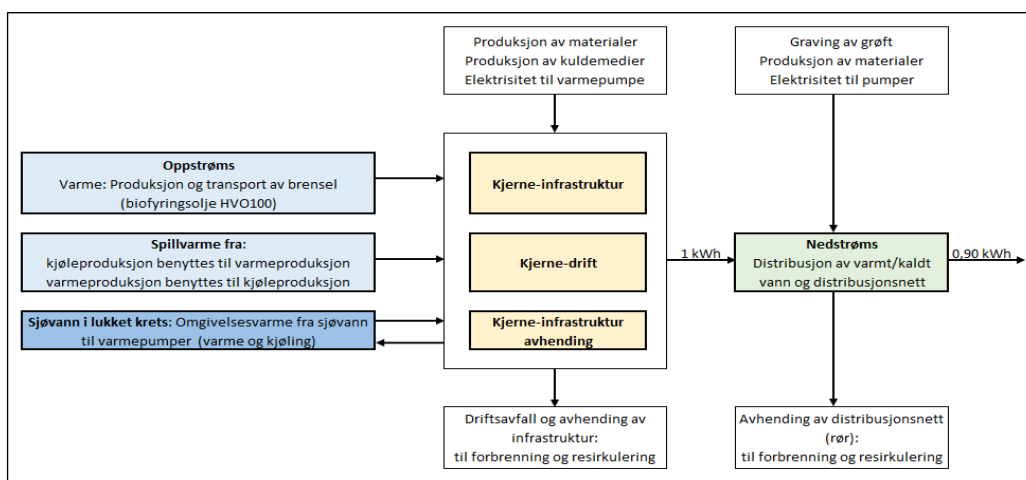 Produksjon av materialer
Produksjon av kuldemedier
Elektrisitet til varmepumpe
Graving av grøft
Produksjon av materialer
Elektrisitet til pumper
Oppstrøms
Varme: Produksjon og transport av brensel
(biofyringsolje HVO100)
Kjerne-infrastruktur
Spillvarme fra:
kjøleproduksjon benyttes til varmeproduksjon
varmeproduksjon benyttes til kjøleproduksjon
Kjerne-drift
1 kWh
Nedstrøms
Distribusjon av varmt/kaldt
vann og distribusjonsnett
0,90 kWh
Sjøvann i lukket krets: Omgivelsesvarme fra sjøvann
til varmepumper (varme og kjøling)
Kjerne-infrastruktur
avhending
Driftsavfall og avhending av
infrastruktur:
til forbrenning og resirkulering
Avhending av distribusjonsnett
(rør):
til forbrenning og resirkulering